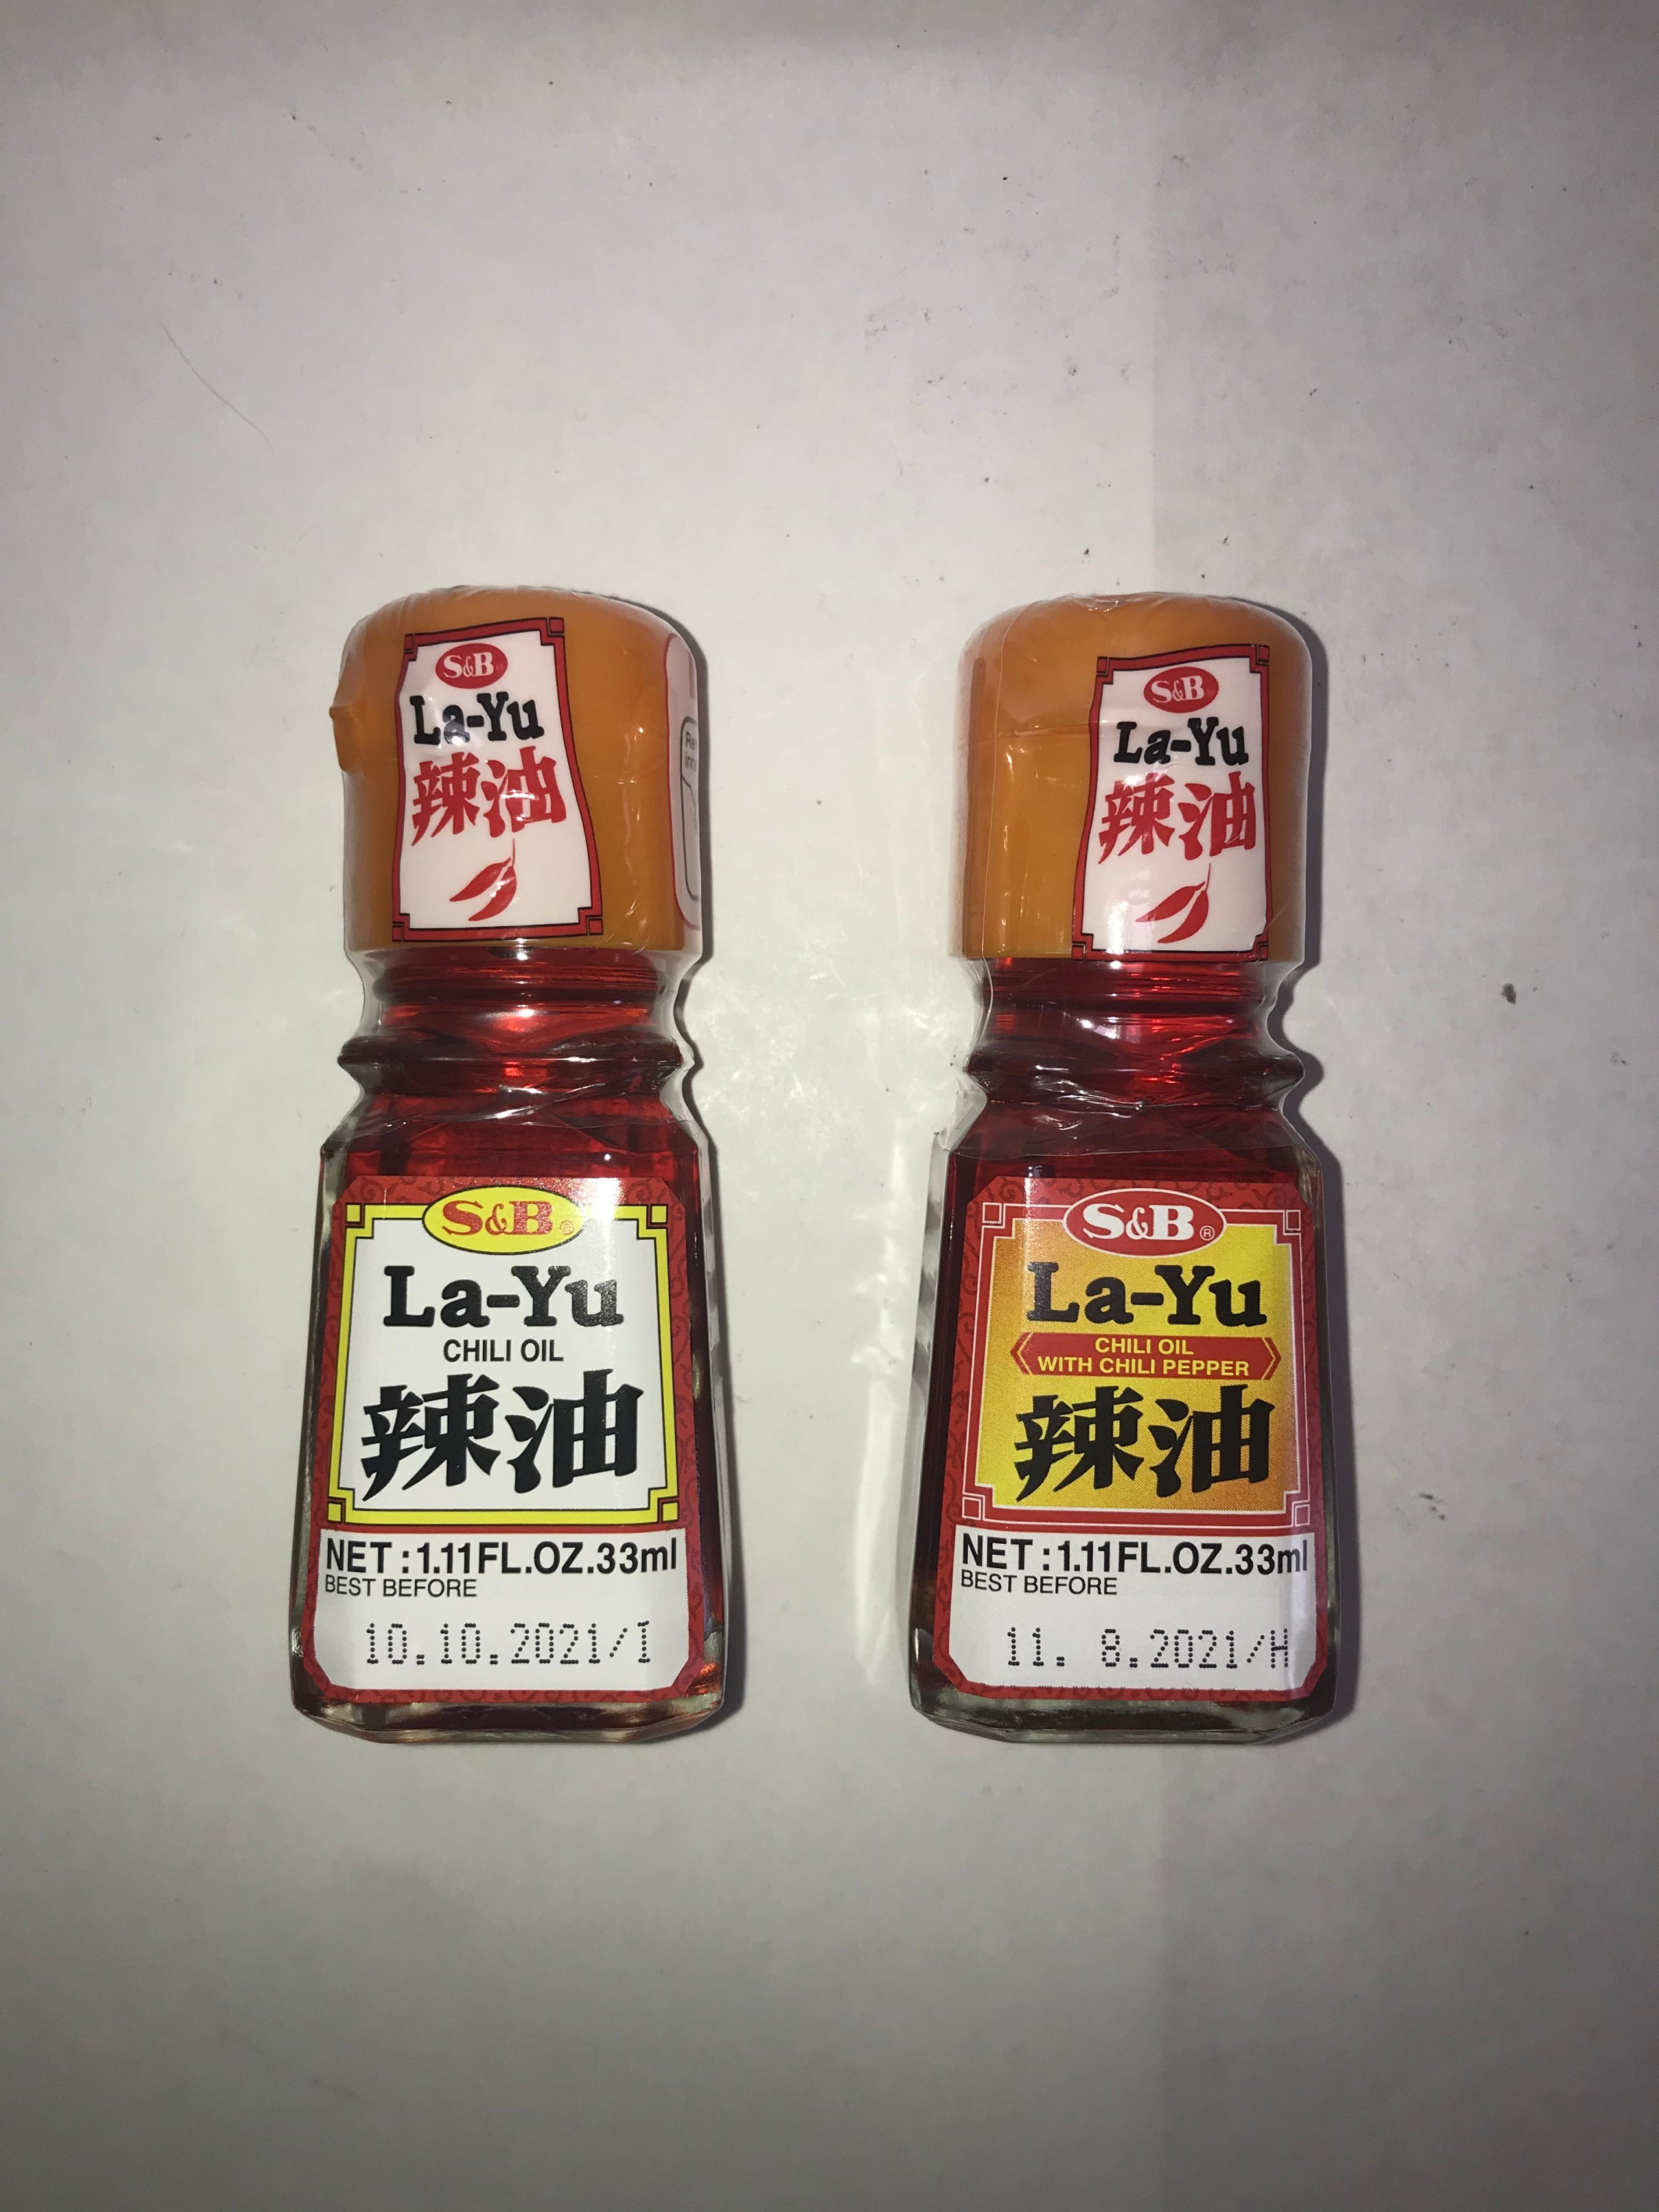 S&B
La-Yu
辣油
S&B®
La-Yu
CHILI OIL
辣油
NET : 1.11FL.OZ.33ml
BEST BEFORE
10.10.2021/I
S&B
La-Yu
辣油
S&B®
La-Yu
CHILI OIL
WITH CHILI PEPPER
辣油
NET : 1.11FL.OZ.33ml
BEST BEFORE
11. 8.2021/H